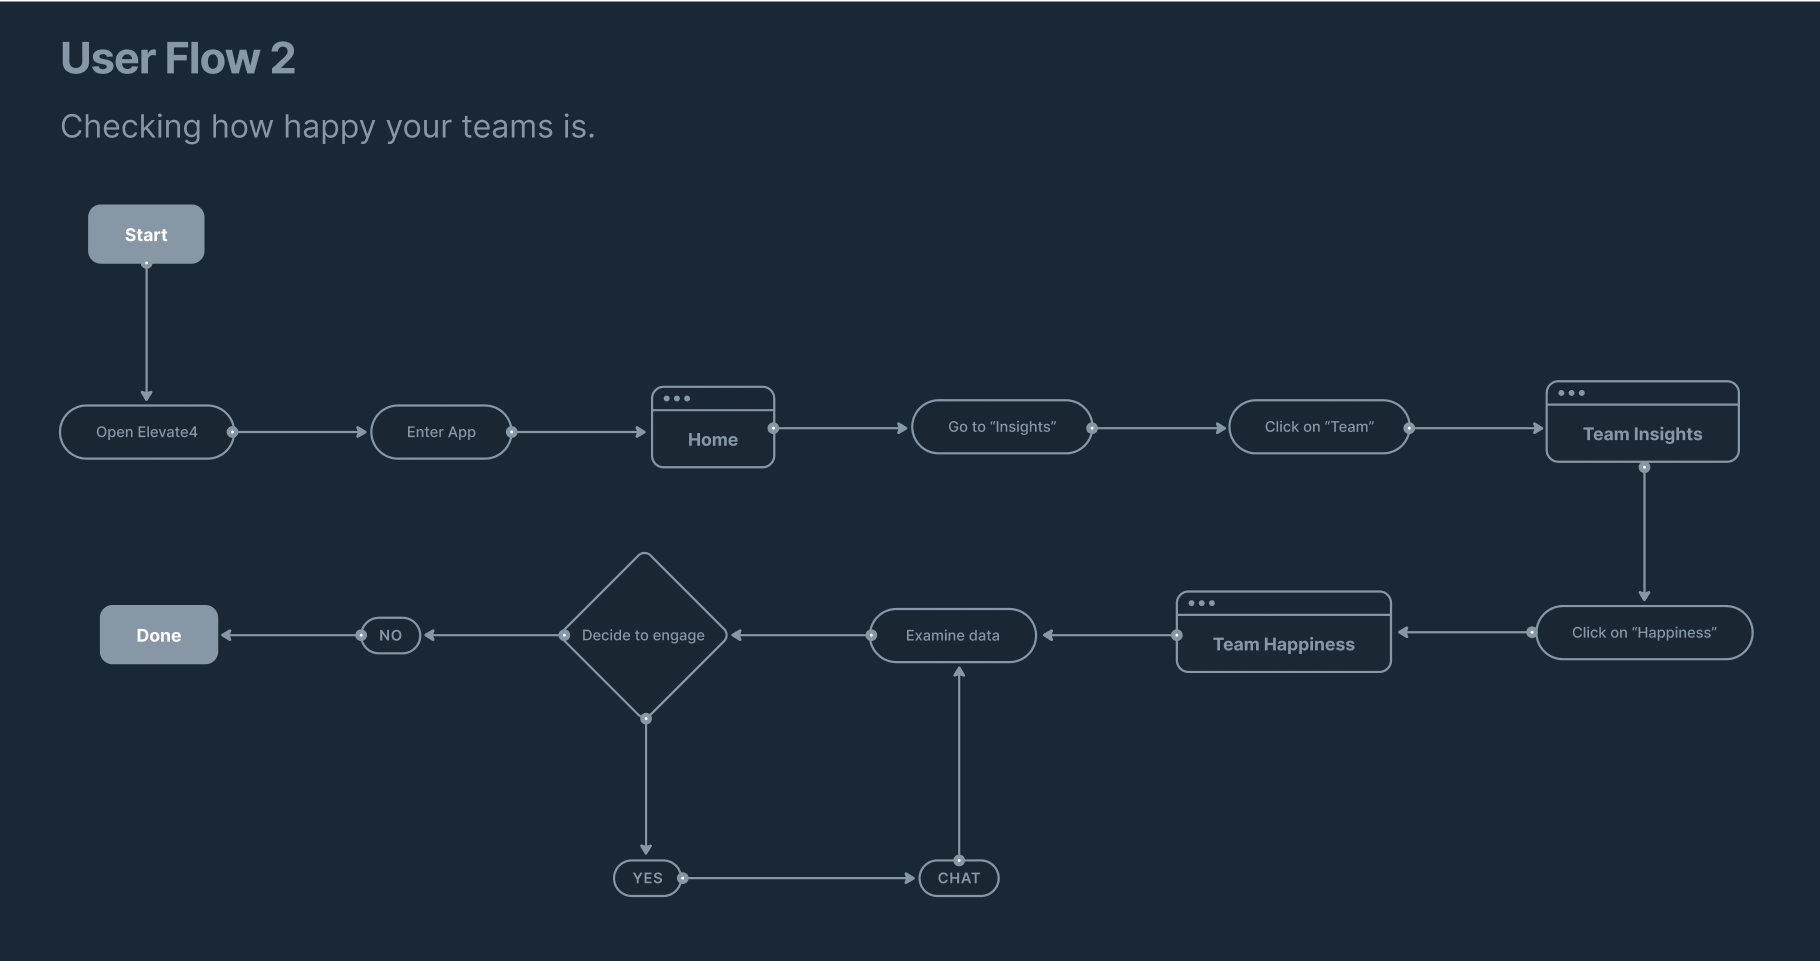 User Flow 2
Checking how happy your teams is.
Start
Open Elevate4
Enter App
Home
Go to “Insights”
Click on “Team”
Team Insights
Click on “Happiness”
Team Happiness
Examine data
Decide to engage
NO
Done
YES
CHAT